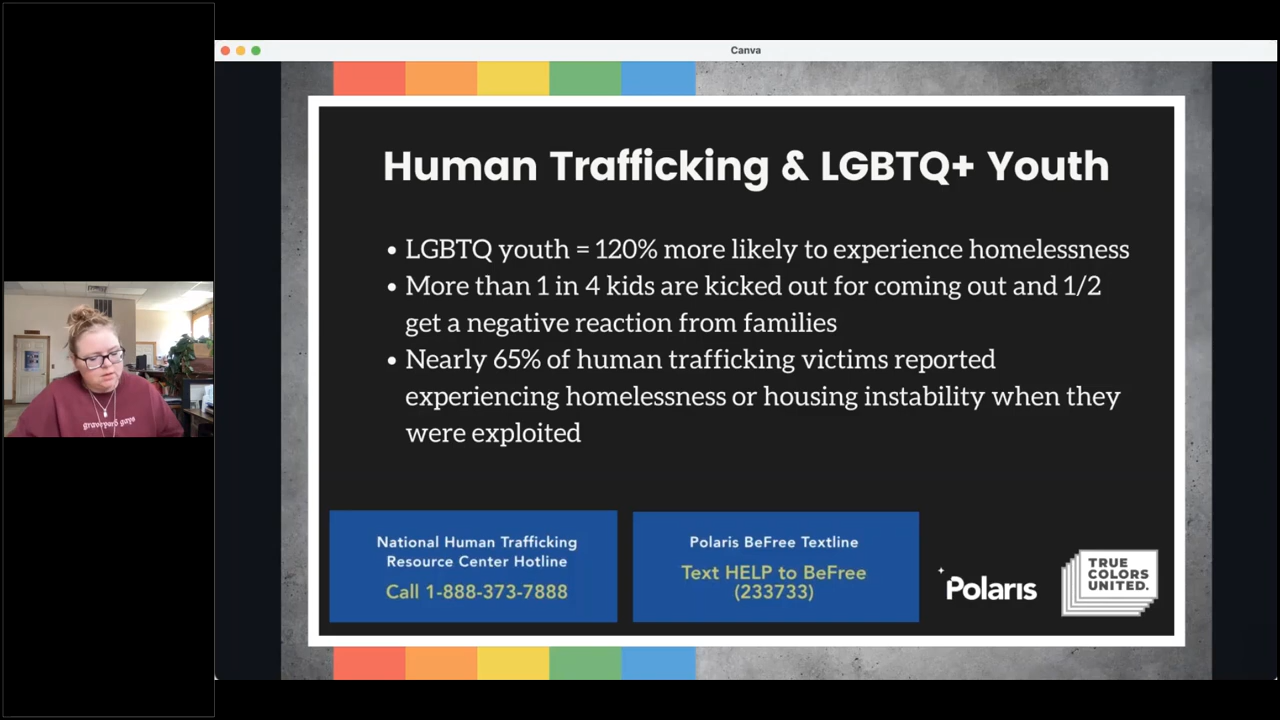 Canva
Human Trafficking & LGBTQ+ Youth
• LGBTQ youth = 120% more likely to experience homelessness
• More than 1 in 4 kids are kicked out for coming out and 1/2
get a negative reaction from families
• Nearly 65% of human trafficking victims reported
experiencing homelessness or housing instability when they
were exploited
National Human Trafficking
Resource Center Hotline
Call 1-888-373-7888
Polaris BeFree Textline
Text HELP to BeFree
(233733)
Polaris
TRUE
COLORS
UNITED.
graveyard gays